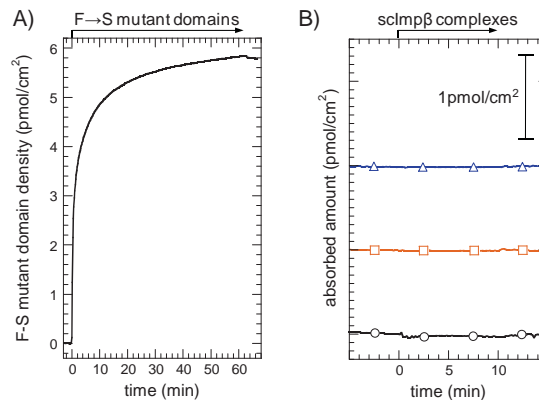 A)
F→S mutant domains
F-S mutant domain density (pmol/cm²)
6
5
4
3
2
1
0
0 10 20 30 40 50 60
time (min)
B)
scImpβ complexes
absorbed amount (pmol/cm²)
1pmol/cm²
0 5 10
time (min)